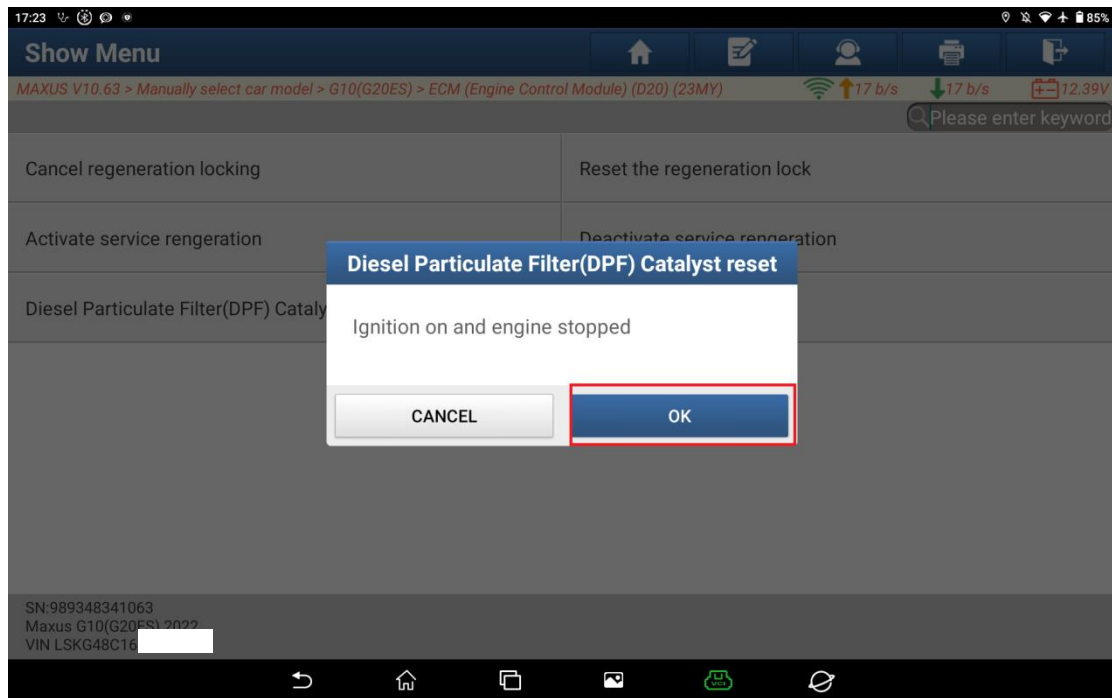 17:23
85%
Show Menu
MAXUS V10.63 > Manually select car model > G10(G20ES) > ECM (Engine Control Module) (D20) (23MY)
17 b/s
17 b/s
12.39V
Please enter keyword
Cancel regeneration locking
Reset the regeneration lock
Activate service rengeration
Deactivate service rengeration
Diesel Particulate Filter(DPF) Cataly
Diesel Particulate Filter(DPF) Catalyst reset
Ignition on and engine stopped
CANCEL
OK
SN:989348341063
Maxus G10(G20ES) 2022
VIN LSKG48C16
VCI